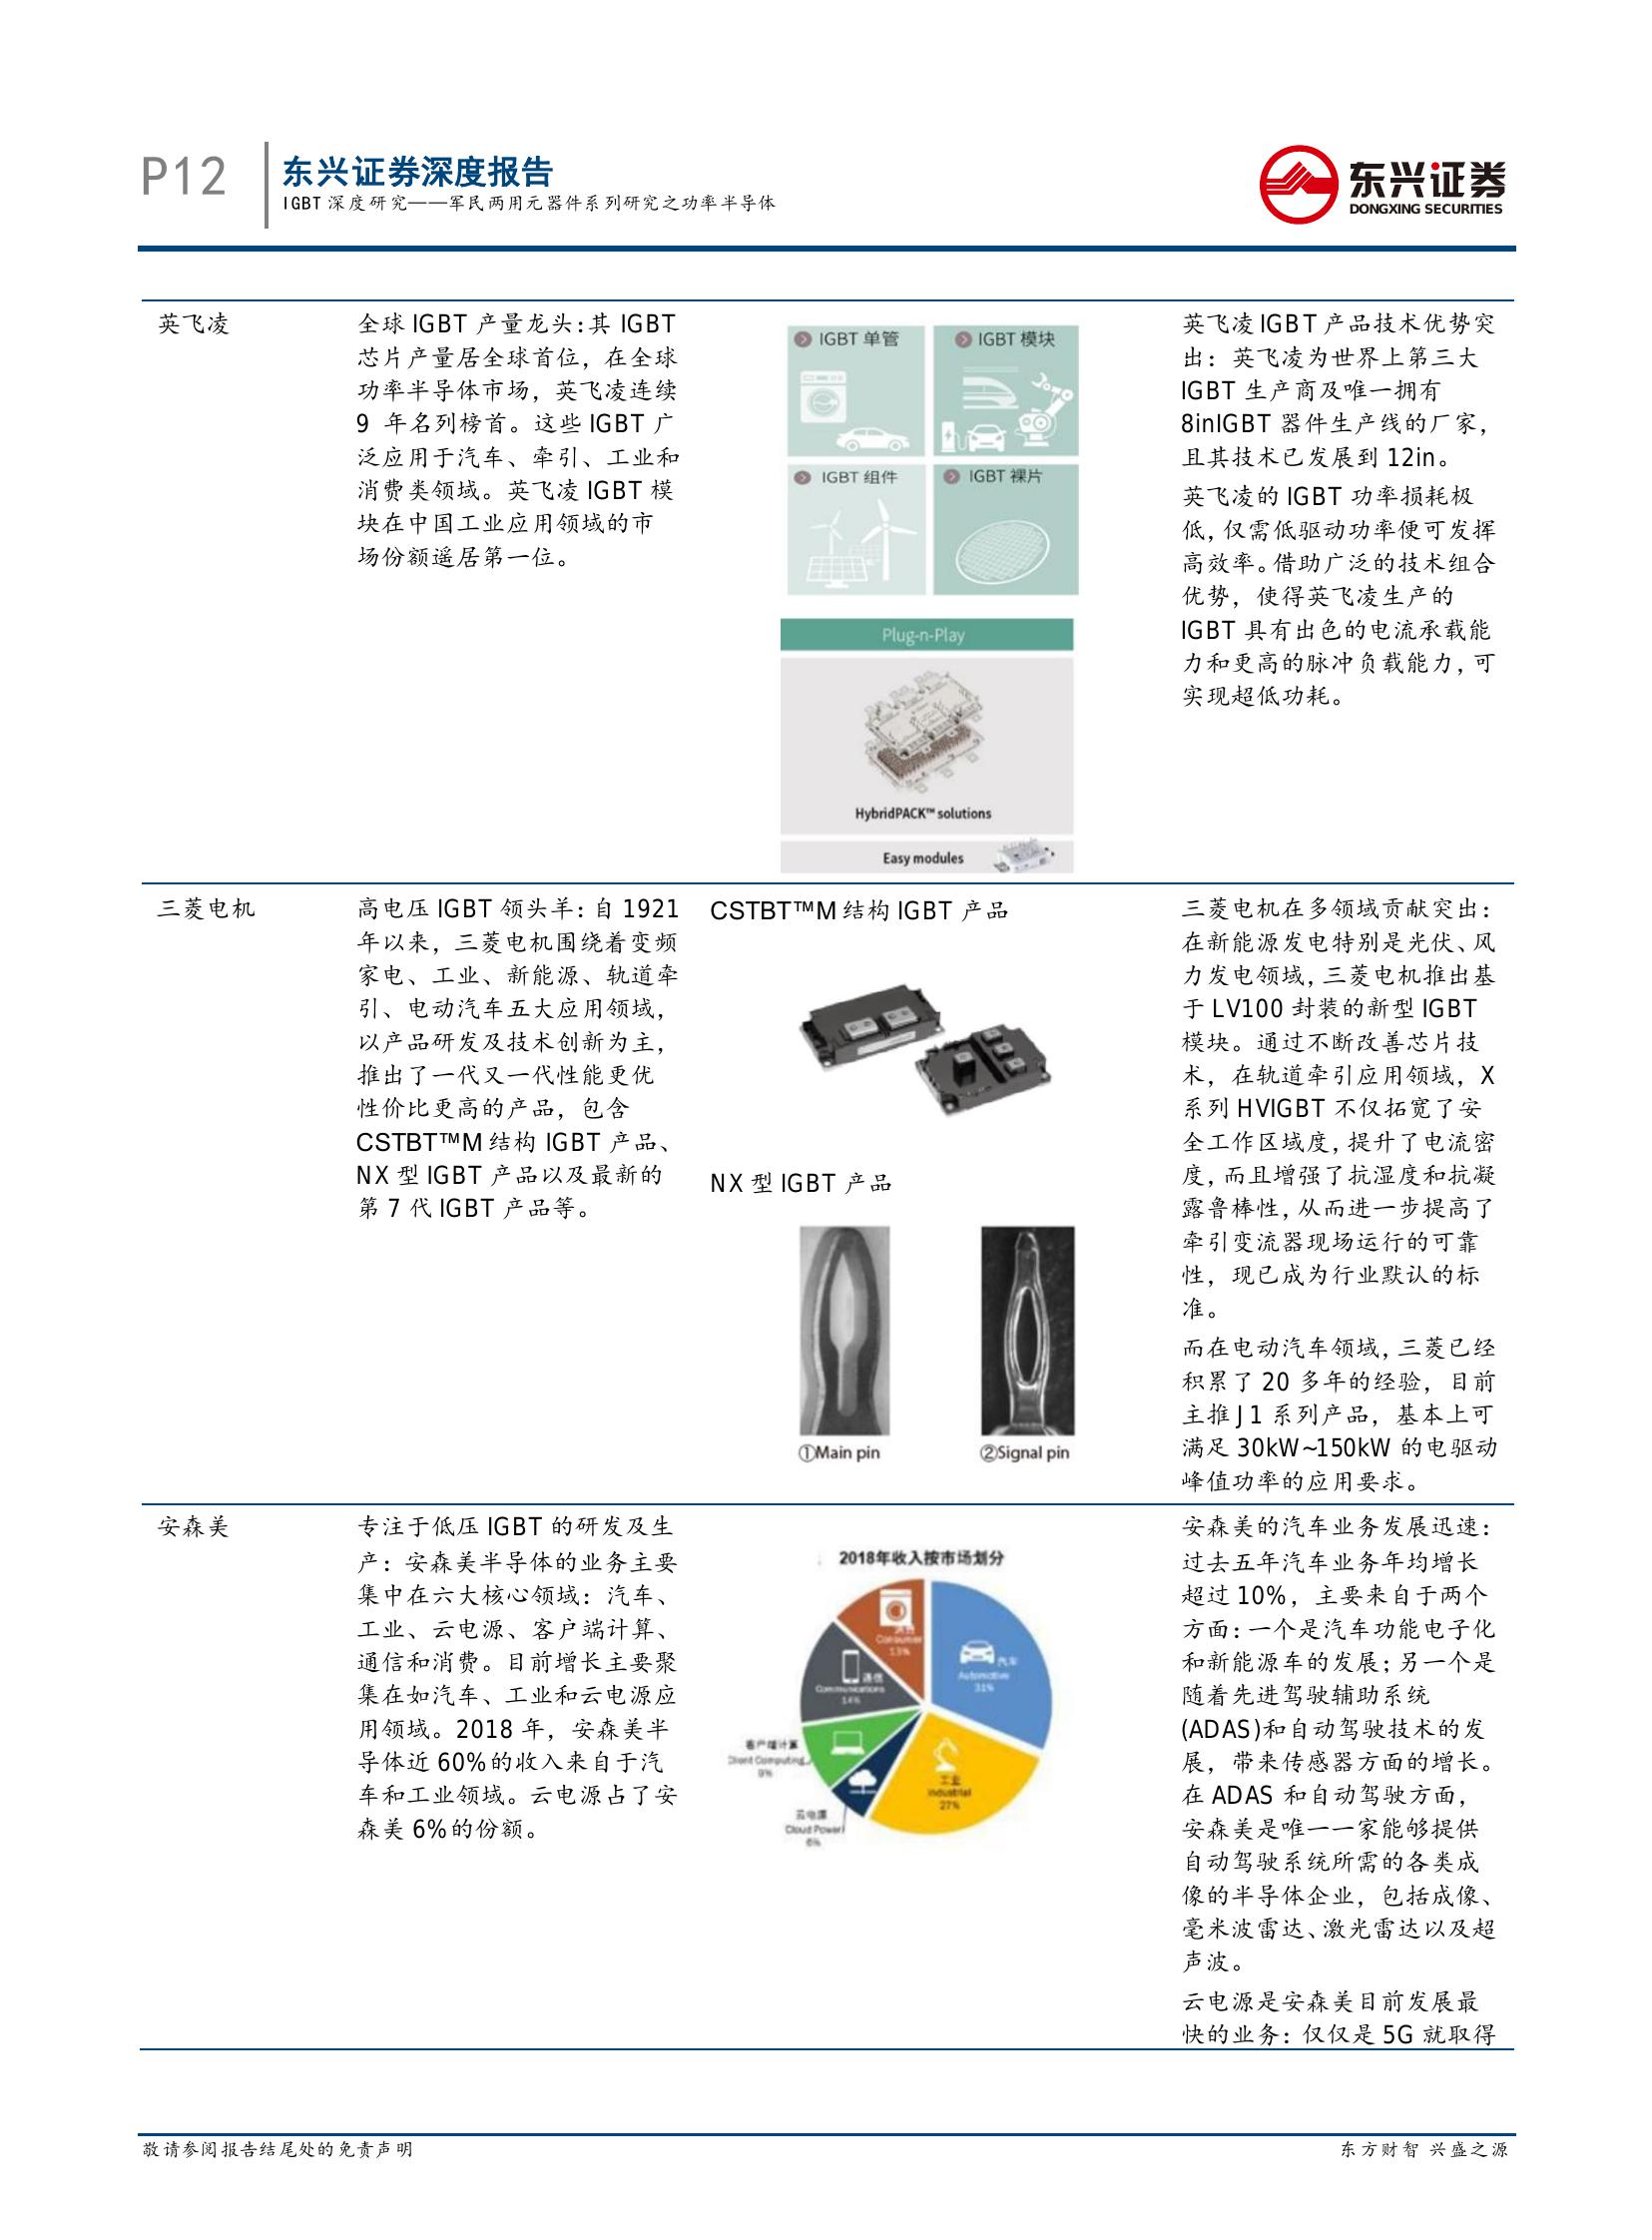 P12
东兴证券深度报告
IGBT 深度研究——军民两用元器件系列研究之功率半导体
东兴证券
DONGXING SECURITIES
英飞凌
全球 IGBT 产量龙头:其 IGBT
芯片产量居全球首位，在全球
功率半导体市场，英飞凌连续
9 年名列榜首。这些 IGBT 广
泛应用于汽车、牵引、工业和
消费类领域。英飞凌 IGBT 模
块在中国工业应用领域的市
场份额遥居第一位。
IGBT 单管
IGBT 模块
IGBT 组件
IGBT 裸片
Plug-n-Play
HybridPACK™ solutions
Easy modules
英飞凌 IGBT 产品技术优势突
出：英飞凌为世界上第三大
IGBT 生产商及唯一拥有
8inIGBT 器件生产线的厂家，
且其技术已发展到 12in。
英飞凌的 IGBT 功率损耗极
低，仅需低驱动功率便可发挥
高效率。借助广泛的技术组合
优势，使得英飞凌生产的
IGBT 具有出色的电流承载能
力和更高的脉冲负载能力，可
实现超低功耗。
三菱电机
高电压 IGBT 领头羊：自 1921
年以来，三菱电机围绕着变频
家电、工业、新能源、轨道牵
引、电动汽车五大应用领域，
以产品研发及技术创新为主，
推出了一代又一代性能更优
性价比更高的产品，包含
CSTBT™M 结构 IGBT 产品、
NX 型 IGBT 产品以及最新的
第 7 代 IGBT 产品等。
CSTBT™M 结构 IGBT 产品
NX 型 IGBT 产品
①Main pin
②Signal pin
三菱电机在多领域贡献突出：
在新能源发电特别是光伏、风
力发电领域，三菱电机推出基
于 LV100 封装的新型 IGBT
模块。通过不断改善芯片技
术，在轨道牵引应用领域，X
系列 HVIGBT 不仅拓宽了安
全工作区域度，提升了电流密
度，而且增强了抗湿度和抗凝
露鲁棒性，从而进一步提高了
牵引变流器现场运行的可靠
性，现已成为行业默认的标
准。
而在电动汽车领域，三菱已经
积累了 20 多年的经验，目前
主推 J1 系列产品，基本上可
满足 30kW~150kW 的电驱动
峰值功率的应用要求。
安森美
专注于低压 IGBT 的研发及生
产：安森美半导体的业务主要
集中在六大核心领域：汽车、
工业、云电源、客户端计算、
通信和消费。目前增长主要聚
集在如汽车、工业和云电源应
用领域。2018 年，安森美半
导体近 60%的收入来自于汽
车和工业领域。云电源占了安
森美 6%的份额。
2018年收入按市场划分
Consumer
13%
汽车
Automotive
31%
通信
Communications
14%
客户端计算
Client Computing
9%
工业
Industrial
27%
云电源
Cloud Power
6%
安森美的汽车业务发展迅速：
过去五年汽车业务年均增长
超过 10%，主要来自于两个
方面：一个是汽车功能电子化
和新能源车的发展；另一个是
随着先进驾驶辅助系统
(ADAS)和自动驾驶技术的发
展，带来传感器方面的增长。
在 ADAS 和自动驾驶方面，
安森美是唯一一家能够提供
自动驾驶系统所需的各类成
像的半导体企业，包括成像、
毫米波雷达、激光雷达以及超
声波。
云电源是安森美目前发展最
快的业务：仅仅是 5G 就取得
敬请参阅报告结尾处的免责声明
东方财智 兴盛之源